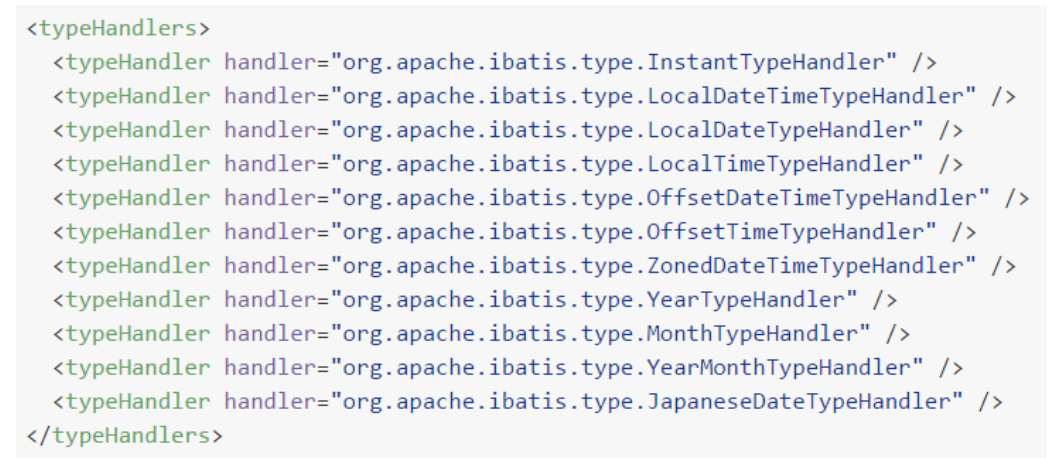 <typeHandlers>
  <typeHandler handler="org.apache.ibatis.type.InstantTypeHandler" />
  <typeHandler handler="org.apache.ibatis.type.LocalDateTimeTypeHandler" />
  <typeHandler handler="org.apache.ibatis.type.LocalDateTypeHandler" />
  <typeHandler handler="org.apache.ibatis.type.LocalTimeTypeHandler" />
  <typeHandler handler="org.apache.ibatis.type.OffsetDateTimeTypeHandler" />
  <typeHandler handler="org.apache.ibatis.type.OffsetTimeTypeHandler" />
  <typeHandler handler="org.apache.ibatis.type.ZonedDateTimeTypeHandler" />
  <typeHandler handler="org.apache.ibatis.type.YearTypeHandler" />
  <typeHandler handler="org.apache.ibatis.type.MonthTypeHandler" />
  <typeHandler handler="org.apache.ibatis.type.YearMonthTypeHandler" />
  <typeHandler handler="org.apache.ibatis.type.JapaneseDateTypeHandler" />
</typeHandlers>